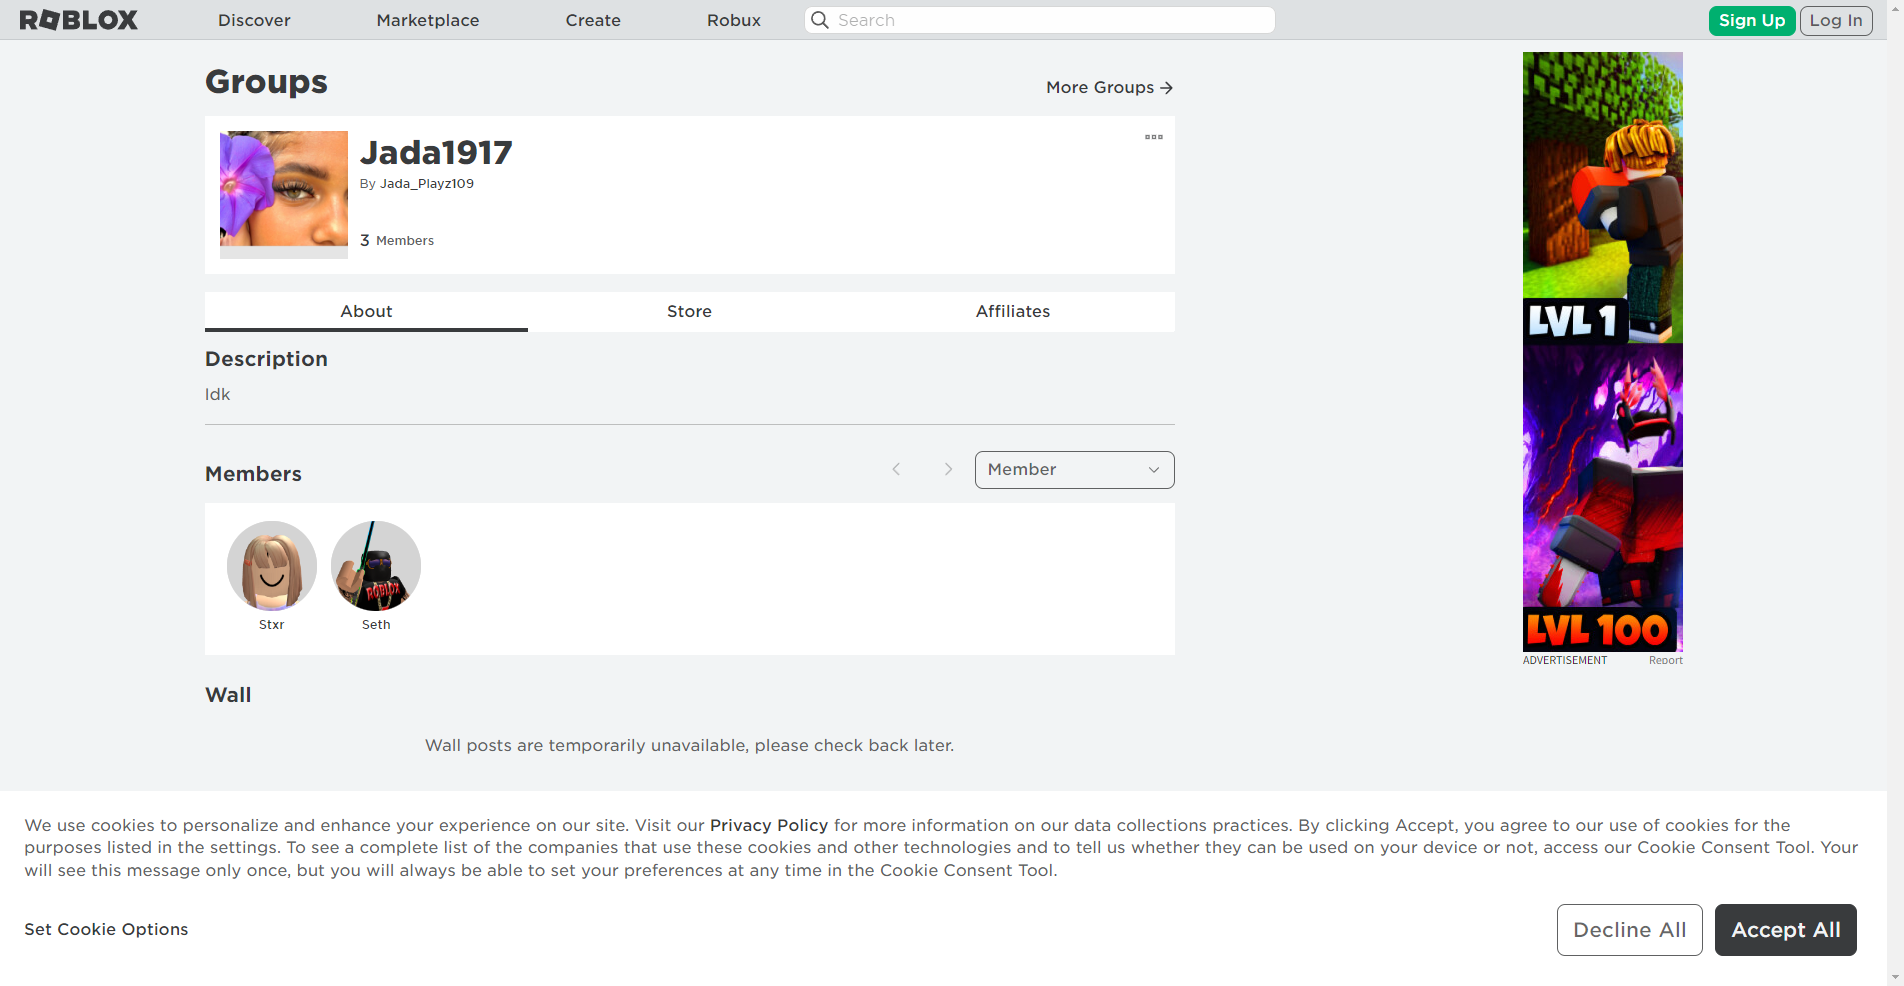 ROBLOX Discover Marketplace Create Robux Search Sign Up Log In
Groups
More Groups
Jada1917
By Jada_Playz109
3 Members
About Store Affiliates
Description
Idk
Members
Member
ROBLOX
Stxr Seth
Wall
Wall posts are temporarily unavailable, please check back later.
LVL 1
LVL 100
ADVERTISEMENT Report
We use cookies to personalize and enhance your experience on our site. Visit our Privacy Policy for more information on our data collections practices. By clicking Accept, you agree to our use of cookies for the
purposes listed in the settings. To see a complete list of the companies that use these cookies and other technologies and to tell us whether they can be used on your device or not, access our Cookie Consent Tool. Your
will see this message only once, but you will always be able to set your preferences at any time in the Cookie Consent Tool.
Set Cookie Options
Decline All Accept All